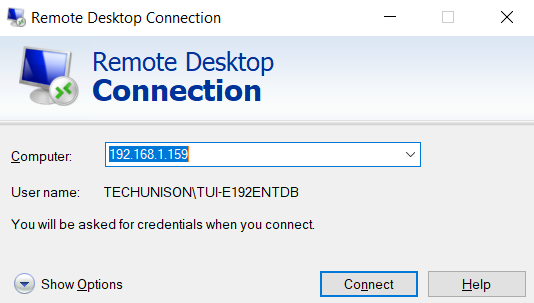 Remote Desktop Connection
Remote Desktop
Connection
Computer:
192.168.1.159
User name:
TECHUNISON\TUI-E192ENTDB
You will be asked for credentials when you connect.
Show Options
Connect
Help